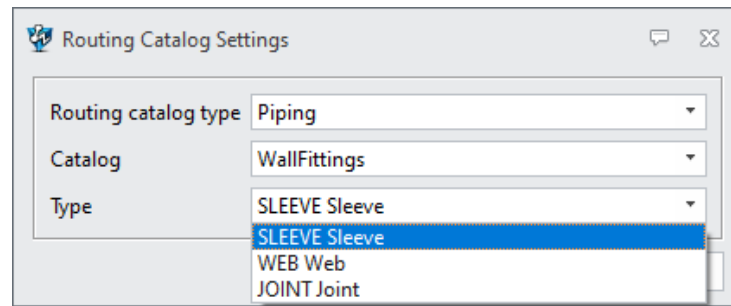 Routing Catalog Settings
Routing catalog type Piping
Catalog WallFittings
Type SLEEVE Sleeve
SLEEVE Sleeve
WEB Web
JOINT Joint